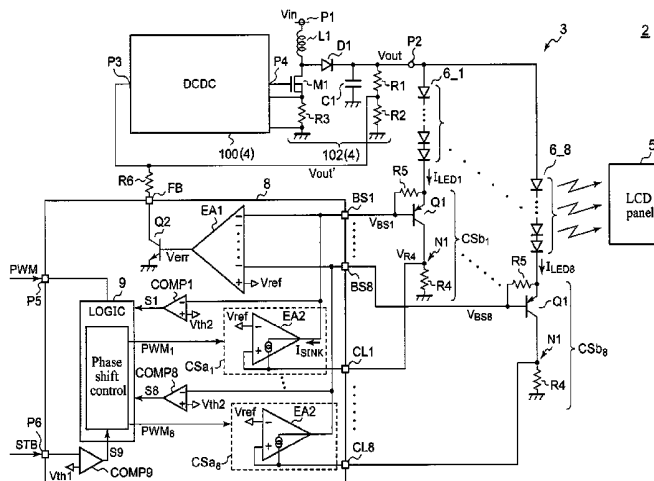 Vin P1
L1
3
2
P3
P4
D1
Vout
P2
DCDC
M1
C1
R1
R2
R3
6_1
6_8
5
100(4)
102(4)
Vout'
LCD
panel
R6
FB
8
BS1
R5
ILED1
Q1
Q2
EA1
Verr
VBS1
CSb1
ILED8
Vref
VR4
N1
R4
R5
PWM
P5
9
COMP1
BS8
VBS8
Q1
LOGIC
S1
Vth2
EA2
Vref
ISINK
N1
CSb8
R4
Phase
shift
control
PWM1
CSa1
CL1
COMP8
S8
Vth2
EA2
Vref
P6
PWM8
STB
S9
CSa8
CL8
Vth1
COMP9